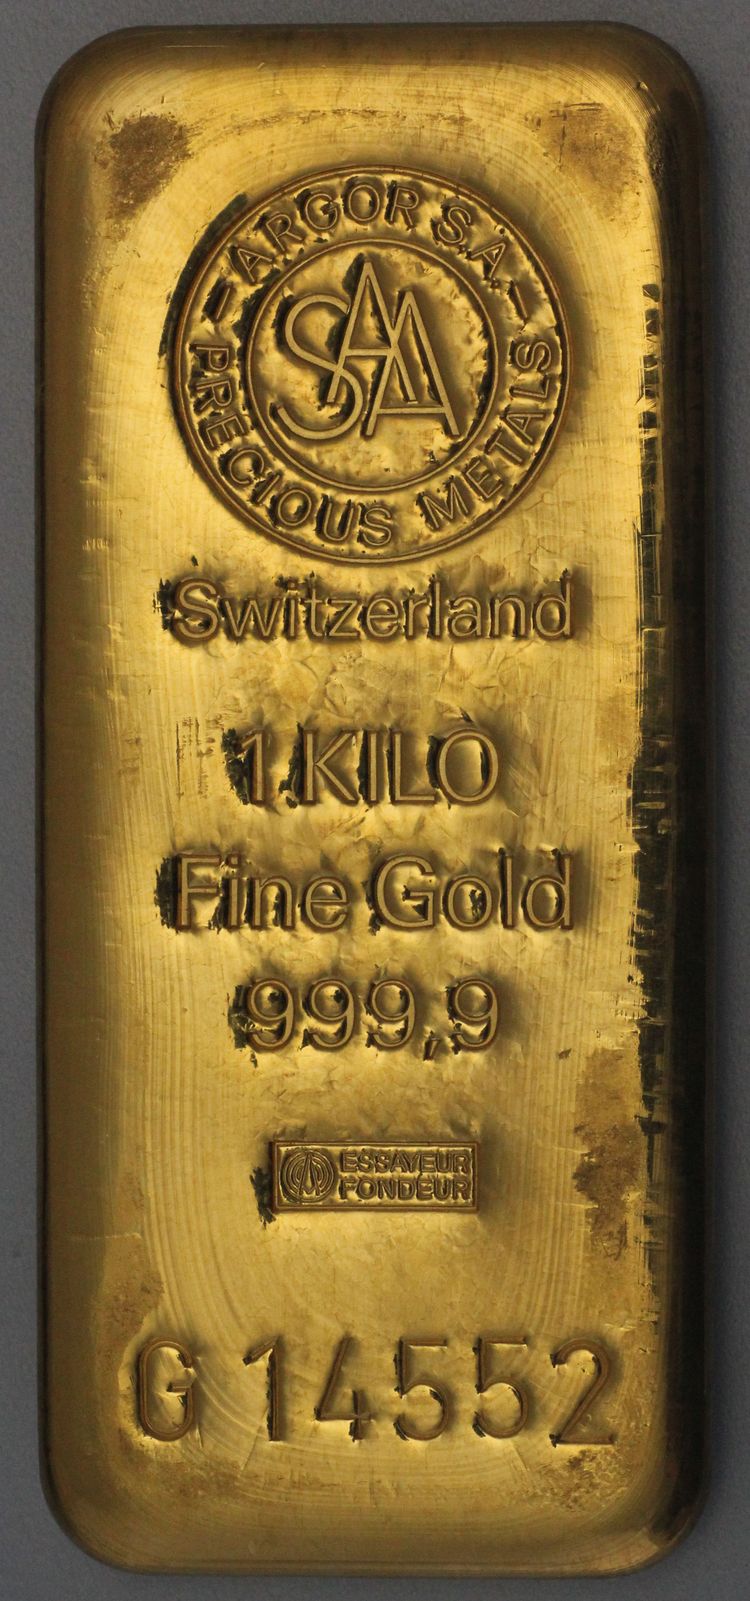 ARGOR S.A.
SAA
PRECIOUS METALS
Switzerland
1 KILO
Fine Gold
999,9
ESSAYEUR
FONDEUR
G 14552